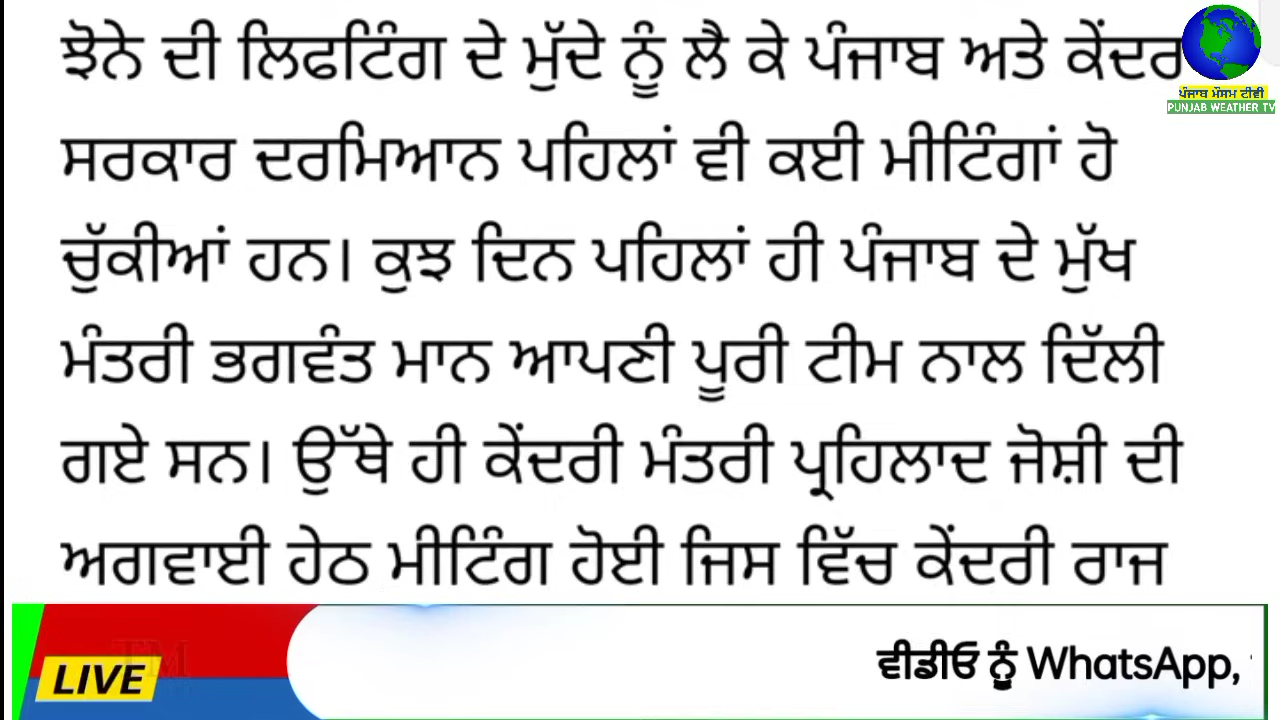 ਝੋਨੇ ਦੀ ਲਿਫਟਿੰਗ ਦੇ ਮੁੱਦੇ ਨੂੰ ਲੈ ਕੇ ਪੰਜਾਬ ਅਤੇ ਕੇਂਦਰ
ਪੰਜਾਬ ਮੌਸਮ ਟੀਵੀ
PUNJAB WEATHER TV
ਸਰਕਾਰ ਦਰਮਿਆਨ ਪਹਿਲਾਂ ਵੀ ਕਈ ਮੀਟਿੰਗਾਂ ਹੋ
ਚੁੱਕੀਆਂ ਹਨ। ਕੁਝ ਦਿਨ ਪਹਿਲਾਂ ਹੀ ਪੰਜਾਬ ਦੇ ਮੁੱਖ
ਮੰਤਰੀ ਭਗਵੰਤ ਮਾਨ ਆਪਣੀ ਪੂਰੀ ਟੀਮ ਨਾਲ ਦਿੱਲੀ
ਗਏ ਸਨ। ਉੱਥੇ ਹੀ ਕੇਂਦਰੀ ਮੰਤਰੀ ਪ੍ਰਹਿਲਾਦ ਜੋਸ਼ੀ ਦੀ
ਅਗਵਾਈ ਹੇਠ ਮੀਟਿੰਗ ਹੋਈ ਜਿਸ ਵਿੱਚ ਕੇਂਦਰੀ ਰਾਜ
LIVE
ਵੀਡੀਓ ਨੂੰ WhatsApp,